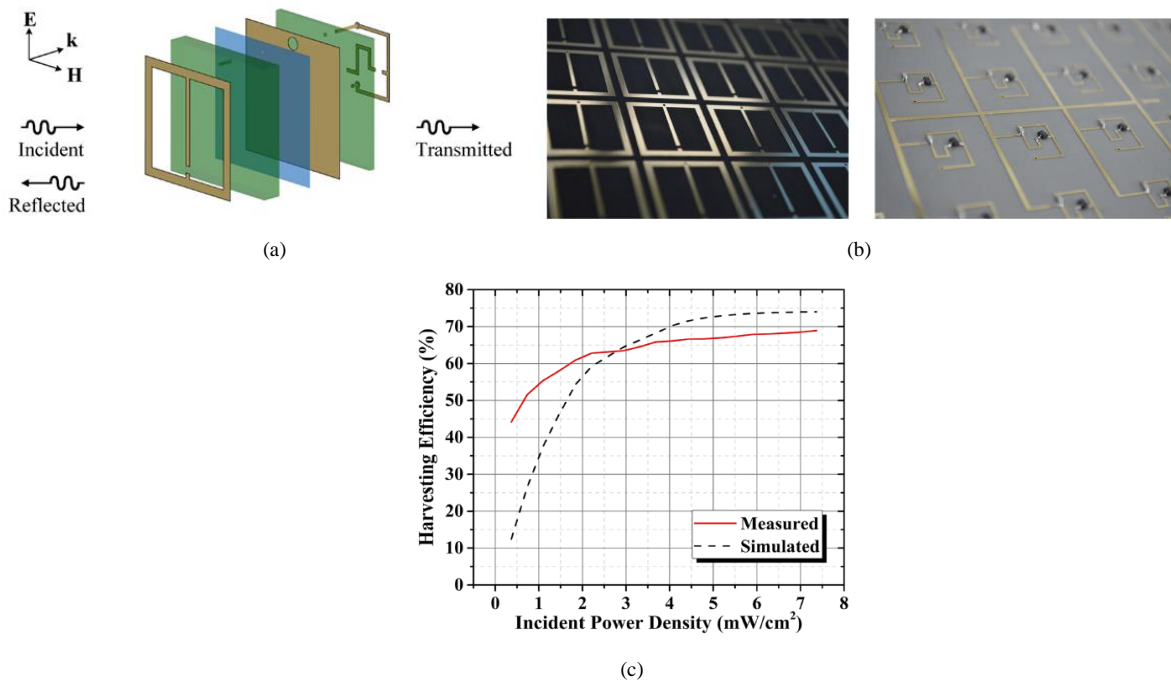 E
k
H
Incident
Reflected
Transmitted
(a)
(b)
80
70
60
50
40
30
20
10
0
Harvesting Efficiency (%)
Measured
Simulated
0 1 2 3 4 5 6 7 8
Incident Power Density (mW/cm²)
(c)